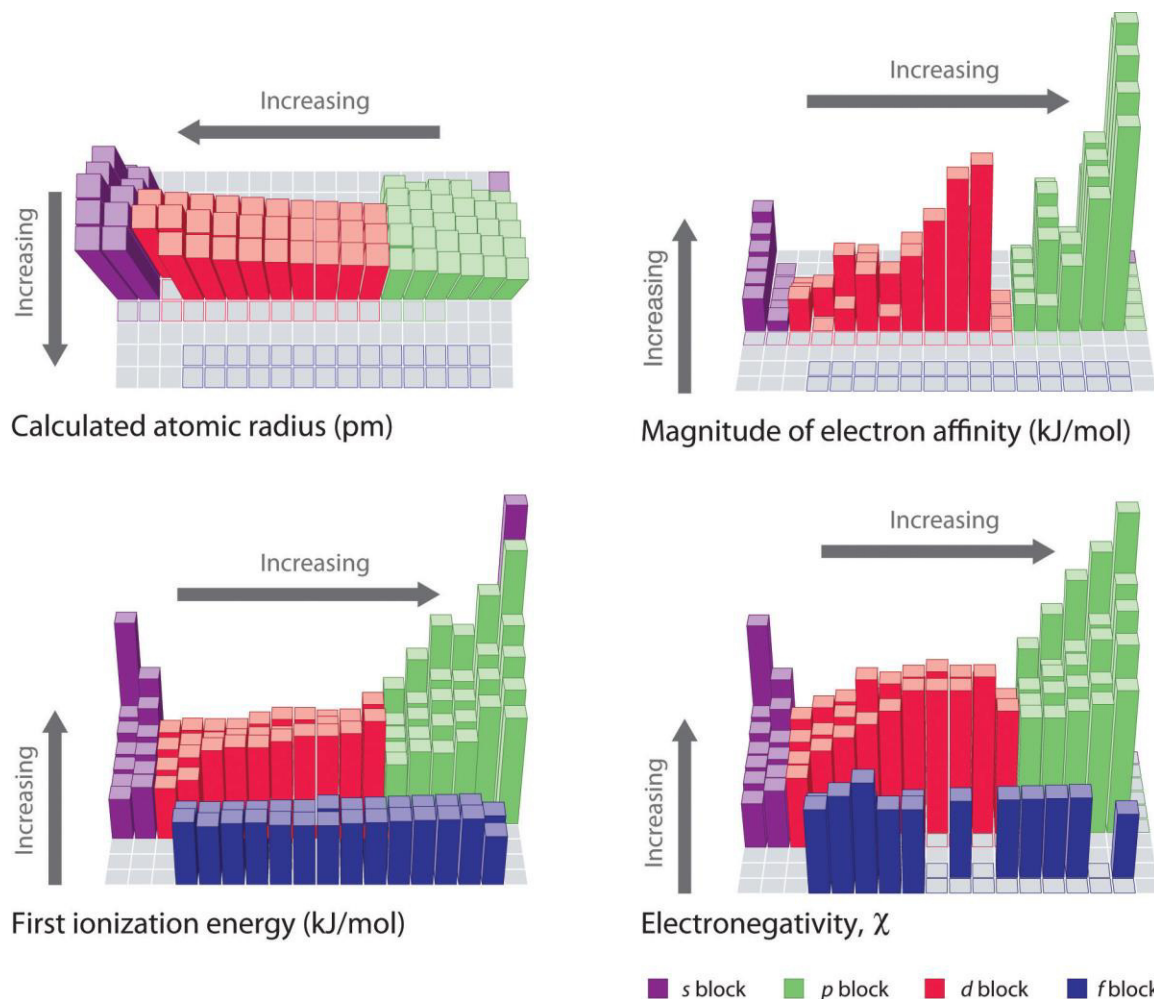 Increasing
Increasing
Calculated atomic radius (pm)
Increasing
Increasing
Magnitude of electron affinity (kJ/mol)
Increasing
Increasing
First ionization energy (kJ/mol)
Increasing
Increasing
Electronegativity, χ
s block p block d block f block